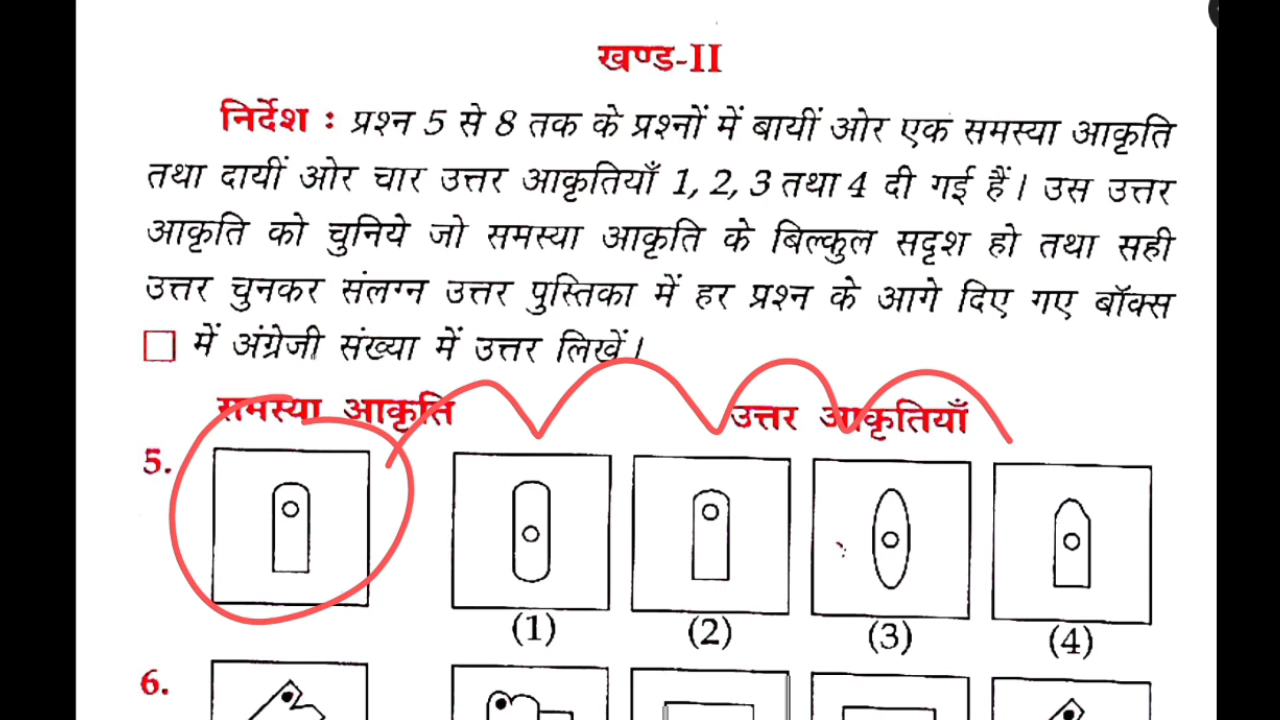 खण्ड-II
निर्देश : प्रश्न 5 से 8 तक के प्रश्नों में बायीं ओर एक समस्या आकृति
तथा दायीं ओर चार उत्तर आकृतियाँ 1, 2, 3 तथा 4 दी गई हैं। उस उत्तर
आकृति को चुनिये जो समस्या आकृति के बिल्कुल सदृश हो तथा सही
उत्तर चुनकर संलग्न उत्तर पुस्तिका में हर प्रश्न के आगे दिए गए बॉक्स
में अंग्रेजी संख्या में उत्तर लिखें।
समस्या आकृति उत्तर आकृतियाँ
5.
(1) (2) (3) (4)
6.